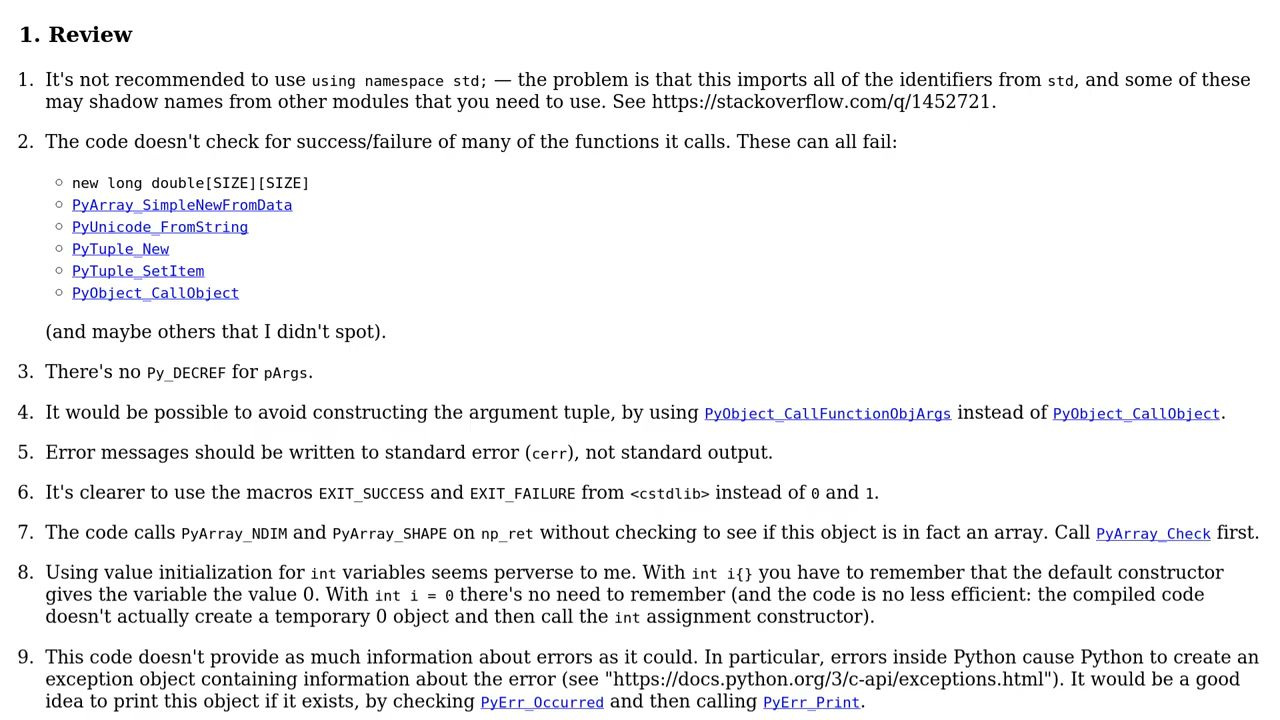 1. Review
1. It's not recommended to use using namespace std; — the problem is that this imports all of the identifiers from std, and some of these
may shadow names from other modules that you need to use. See https://stackoverflow.com/q/1452721.
2. The code doesn't check for success/failure of many of the functions it calls. These can all fail:
◦ new long double[SIZE][SIZE]
◦ PyArray_SimpleNewFromData
◦ PyUnicode_FromString
◦ PyTuple_New
◦ PyTuple_SetItem
◦ PyObject_CallObject
(and maybe others that I didn't spot).
3. There's no Py_DECREF for pArgs.
4. It would be possible to avoid constructing the argument tuple, by using PyObject_CallFunctionObjArgs instead of PyObject_CallObject.
5. Error messages should be written to standard error (cerr), not standard output.
6. It's clearer to use the macros EXIT_SUCCESS and EXIT_FAILURE from <cstdlib> instead of 0 and 1.
7. The code calls PyArray_NDIM and PyArray_SHAPE on np_ret without checking to see if this object is in fact an array. Call PyArray_Check first.
8. Using value initialization for int variables seems perverse to me. With int i{} you have to remember that the default constructor
gives the variable the value 0. With int i = 0 there's no need to remember (and the code is no less efficient: the compiled code
doesn't actually create a temporary 0 object and then call the int assignment constructor).
9. This code doesn't provide as much information about errors as it could. In particular, errors inside Python cause Python to create an
exception object containing information about the error (see "https://docs.python.org/3/c-api/exceptions.html"). It would be a good
idea to print this object if it exists, by checking PyErr_Occurred and then calling PyErr_Print.